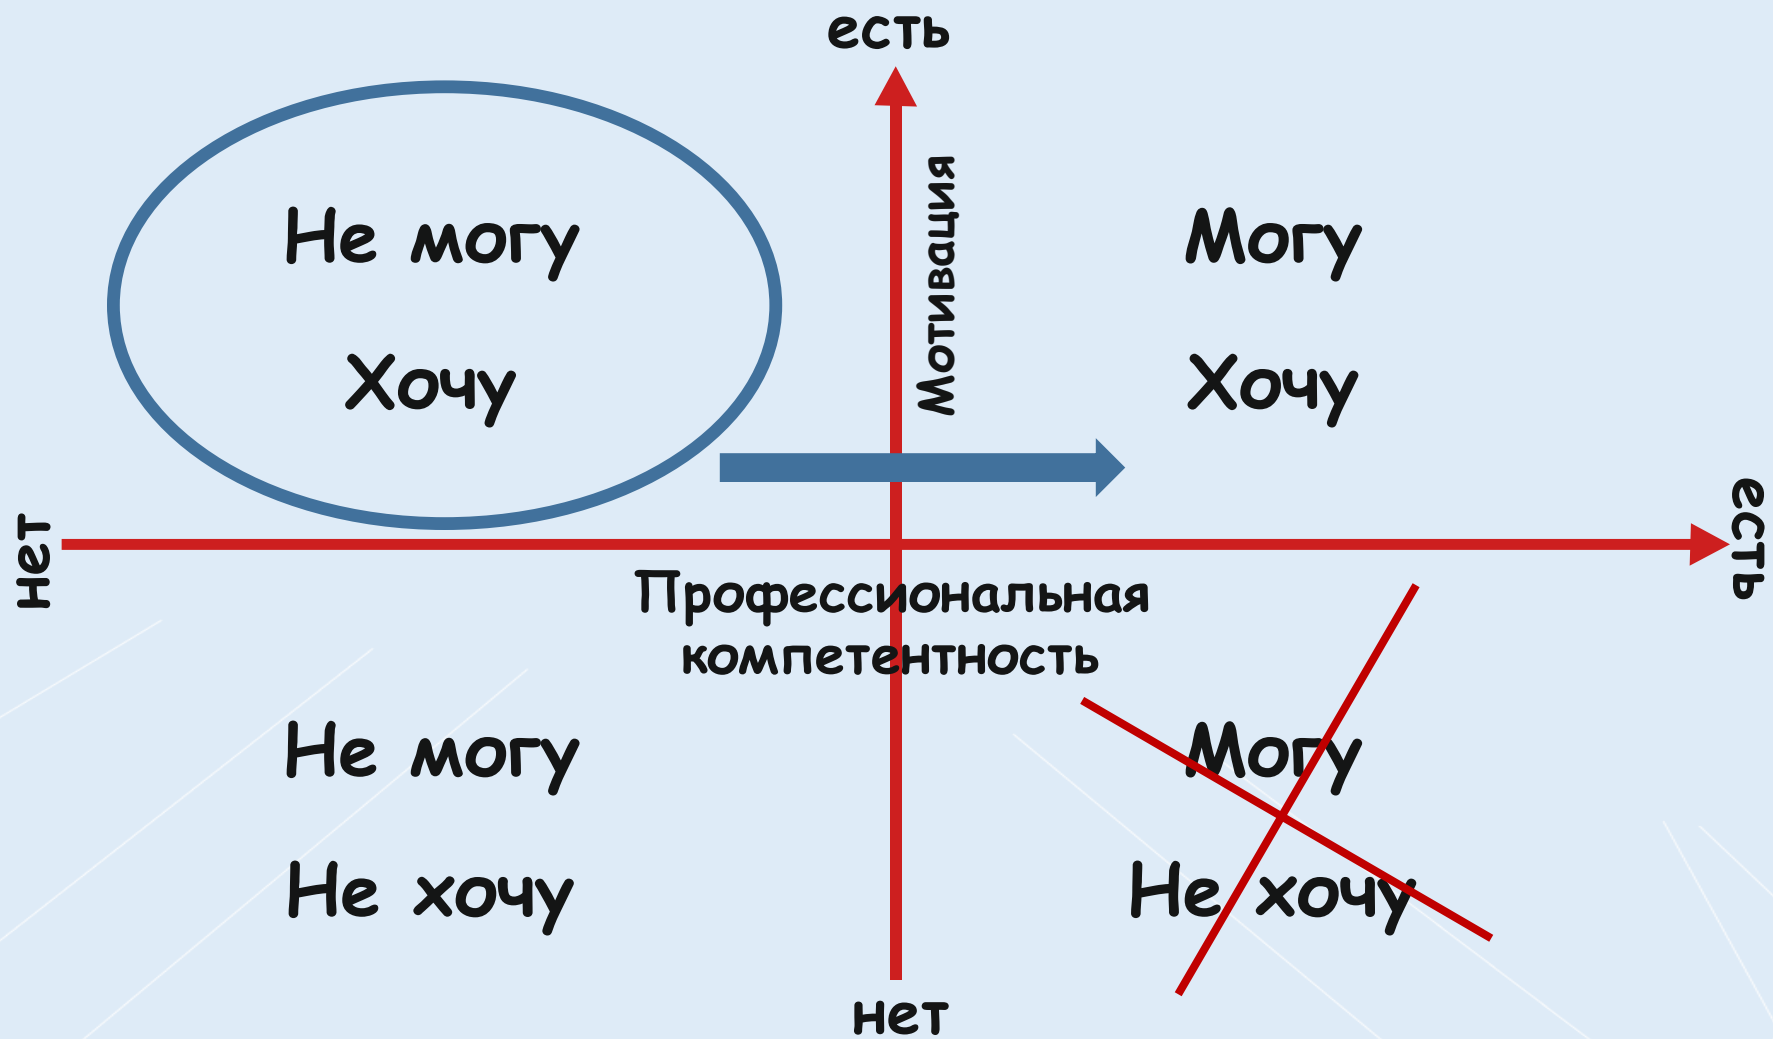 есть
Не могу
Хочу
Мотивация
Могу
Хочу
нет
есть
Профессиональная
компетентность
Не могу
Не хочу
Могу
Не хочу
нет